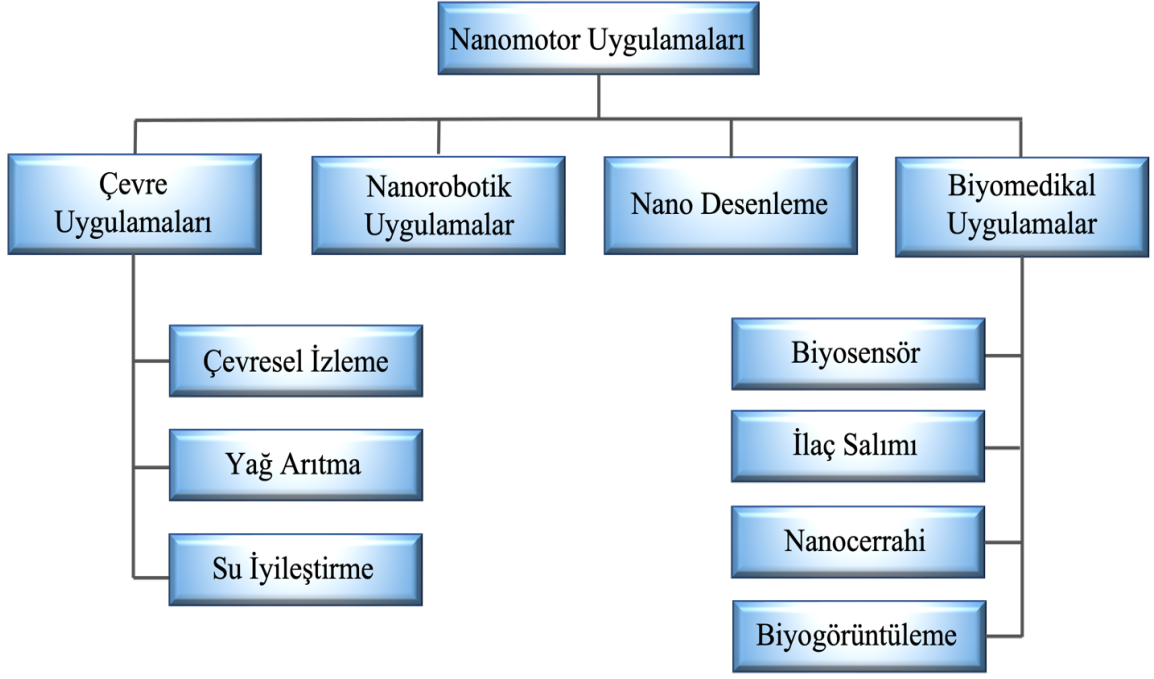 Nanomotor Uygulamaları
Çevre
Uygulamaları
Nanorobotik
Uygulamalar
Nano Desenleme
Biyomedikal
Uygulamalar
Çevresel İzleme
Yağ Arıtma
Su İyileştirme
Biyosensör
İlaç Salımı
Nanocerrahi
Biyogörüntüleme